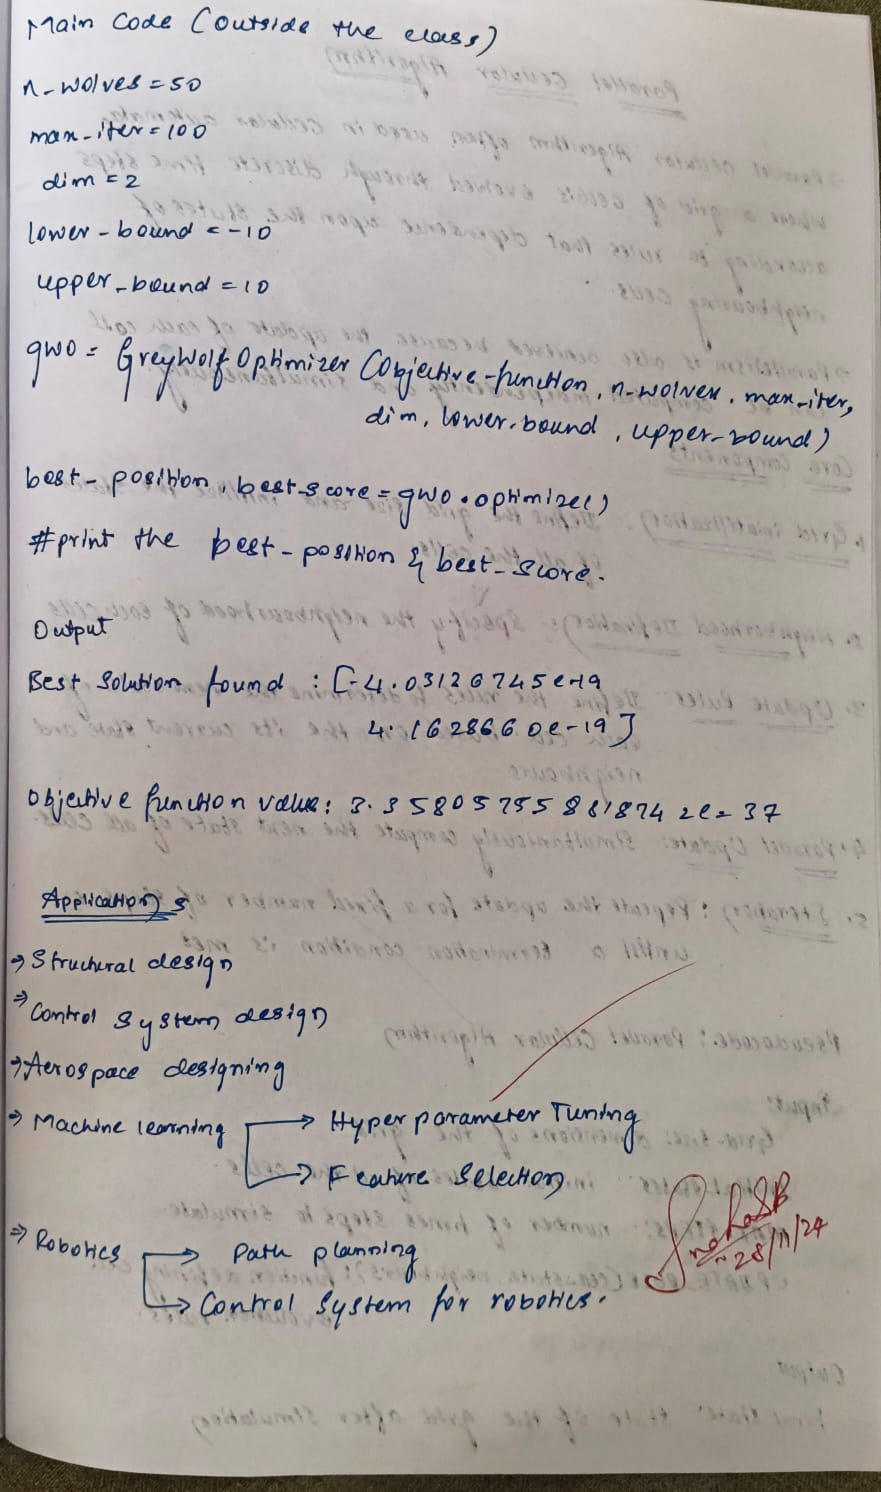 Main Code (outside the class)
n-wolves = 50
max-iter = 100
dim = 2
lower-bound = -10
upper-bound = 10
gwo = GreyWolfOptimizer (Objective-function, n-wolves, max-iter,
dim, lower-bound, upper-bound)
best-position, best-score = gwo.optimize()
#print the best-position & best-score.
Output
Best Solution found : [-4.03126745e-19
4.16286660e-19]
Objective function value: 3.358057558818742e-37
Applications
→ Structural design
→ Control System design
→ Aerospace designing
→ Machine learning → Hyperparameter Tuning
→ Feature Selection
→ Robotics → Path planning
→ Control System for robotics.
28/11/24